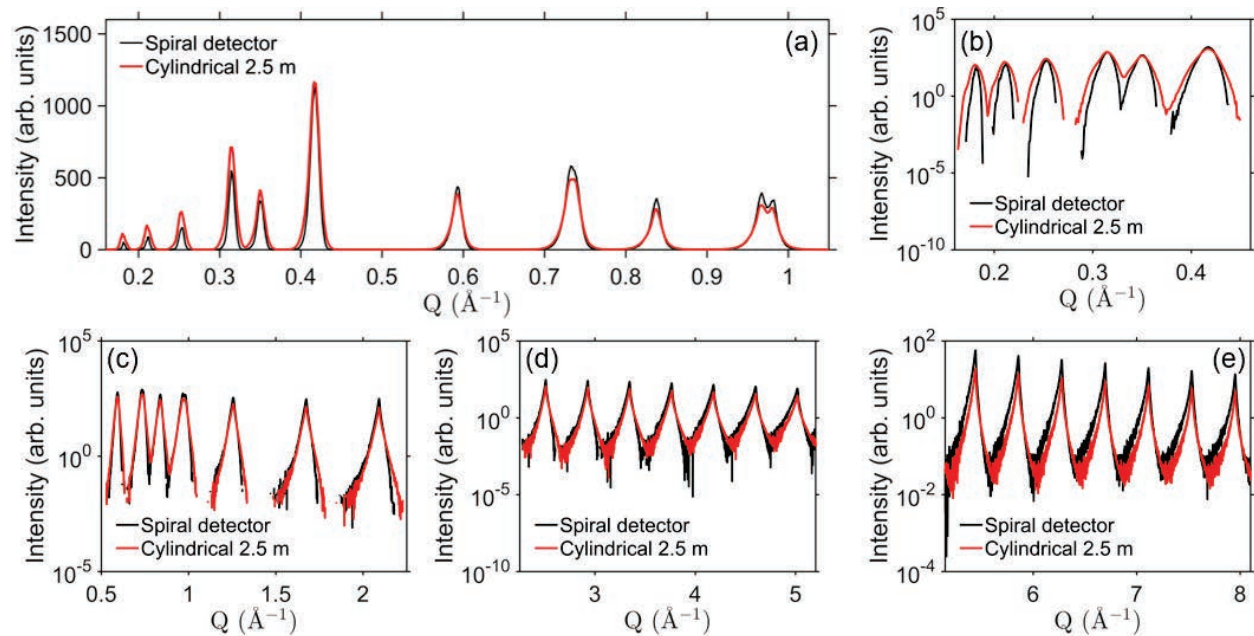 (a)
Intensity (arb. units)
1500
1000
500
0
Spiral detector
Cylindrical 2.5 m
0.2 0.3 0.4 0.5 0.6 0.7 0.8 0.9 1
Q (Å⁻¹)
(b)
Intensity (arb. units)
10⁵
10⁰
10⁻⁵
10⁻¹⁰
Spiral detector
Cylindrical 2.5 m
0.2 0.3 0.4
Q (Å⁻¹)
(c)
Intensity (arb. units)
10⁵
10⁰
10⁻⁵
Spiral detector
Cylindrical 2.5 m
0.5 1 1.5 2
Q (Å⁻¹)
(d)
Intensity (arb. units)
10⁵
10⁰
10⁻⁵
10⁻¹⁰
Spiral detector
Cylindrical 2.5 m
3 4 5
Q (Å⁻¹)
(e)
Intensity (arb. units)
10²
10⁰
10⁻²
10⁻⁴
Spiral detector
Cylindrical 2.5 m
6 7 8
Q (Å⁻¹)